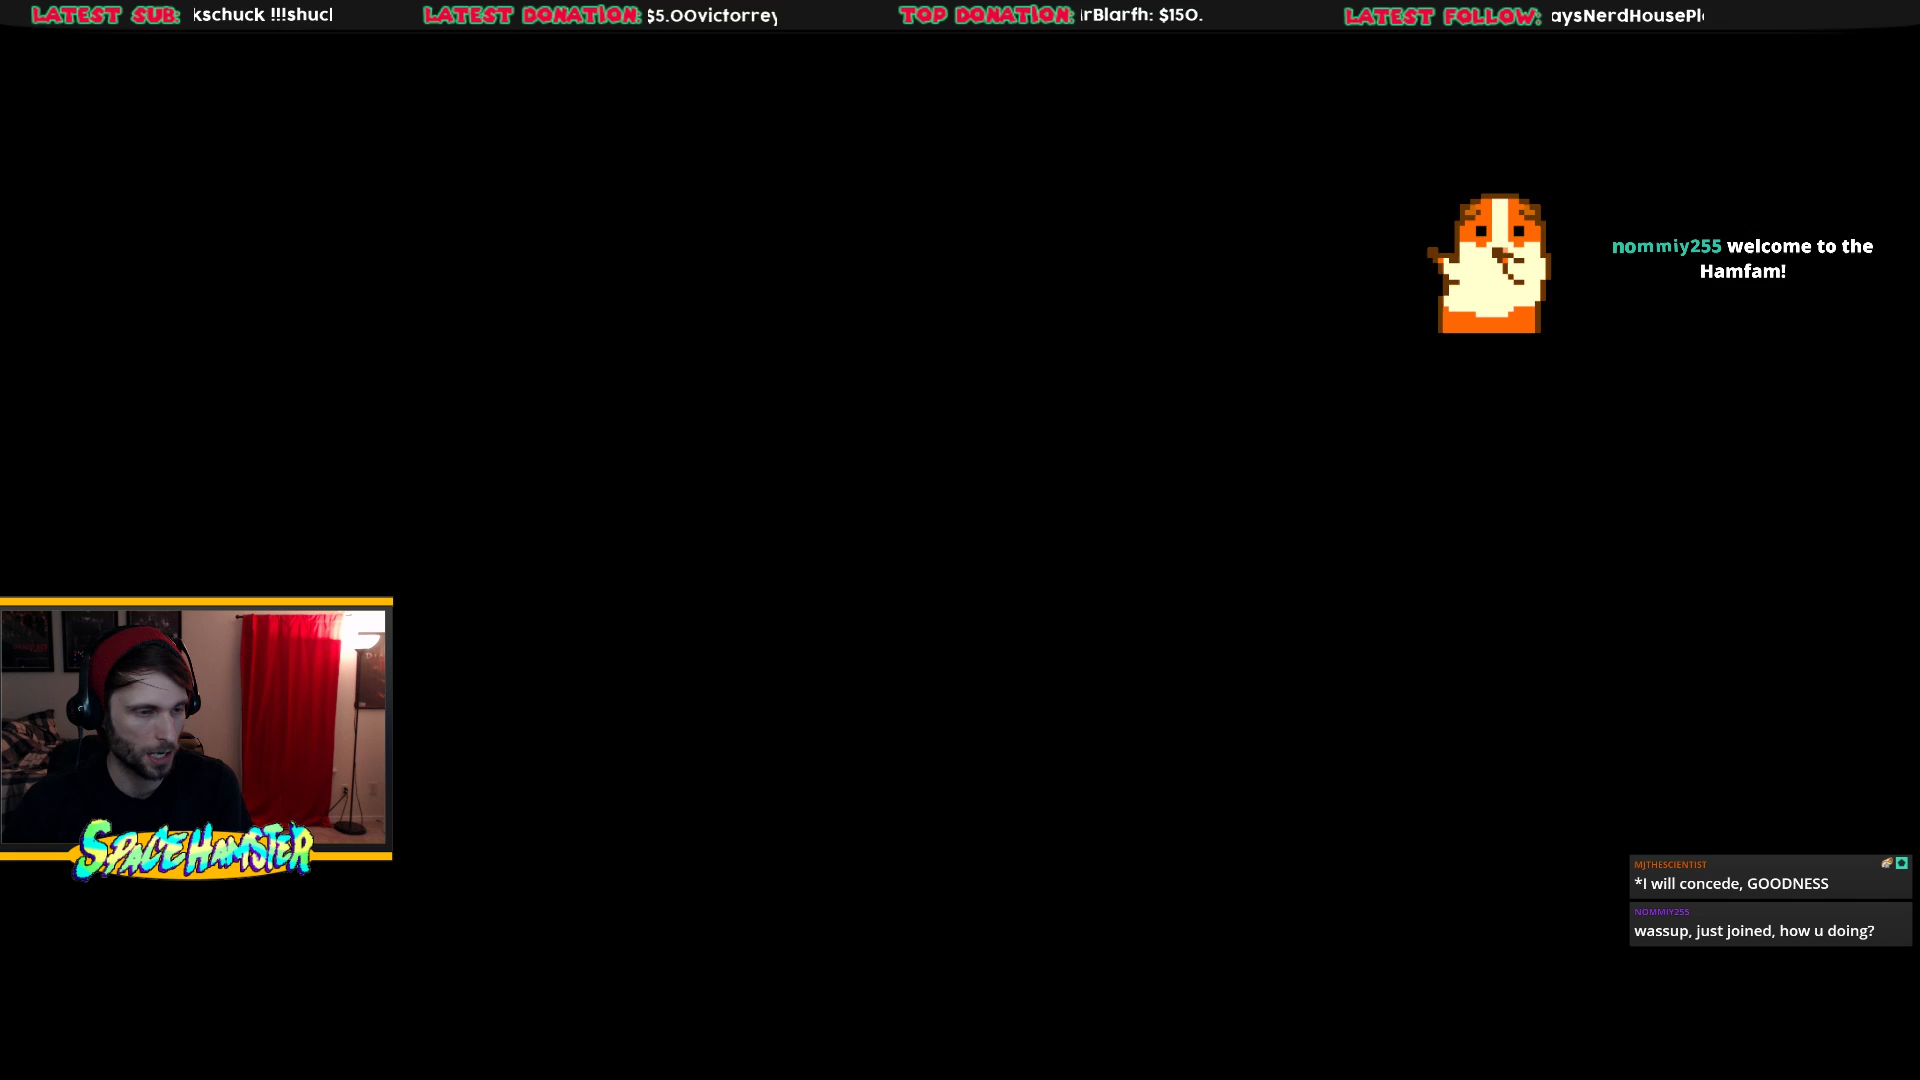 LATEST SUB: kschuck !!!shucl
LATEST DONATION: $5.00victorrey
TOP DONATION: irBlarfh: $150.
LATEST FOLLOW: aysNerdHousePl
nommiy255 welcome to the
Hamfam!
SPACEHAMSTER
MJTHESCIENTIST
*I will concede, GOODNESS
NOMMIY255
wassup, just joined, how u doing?